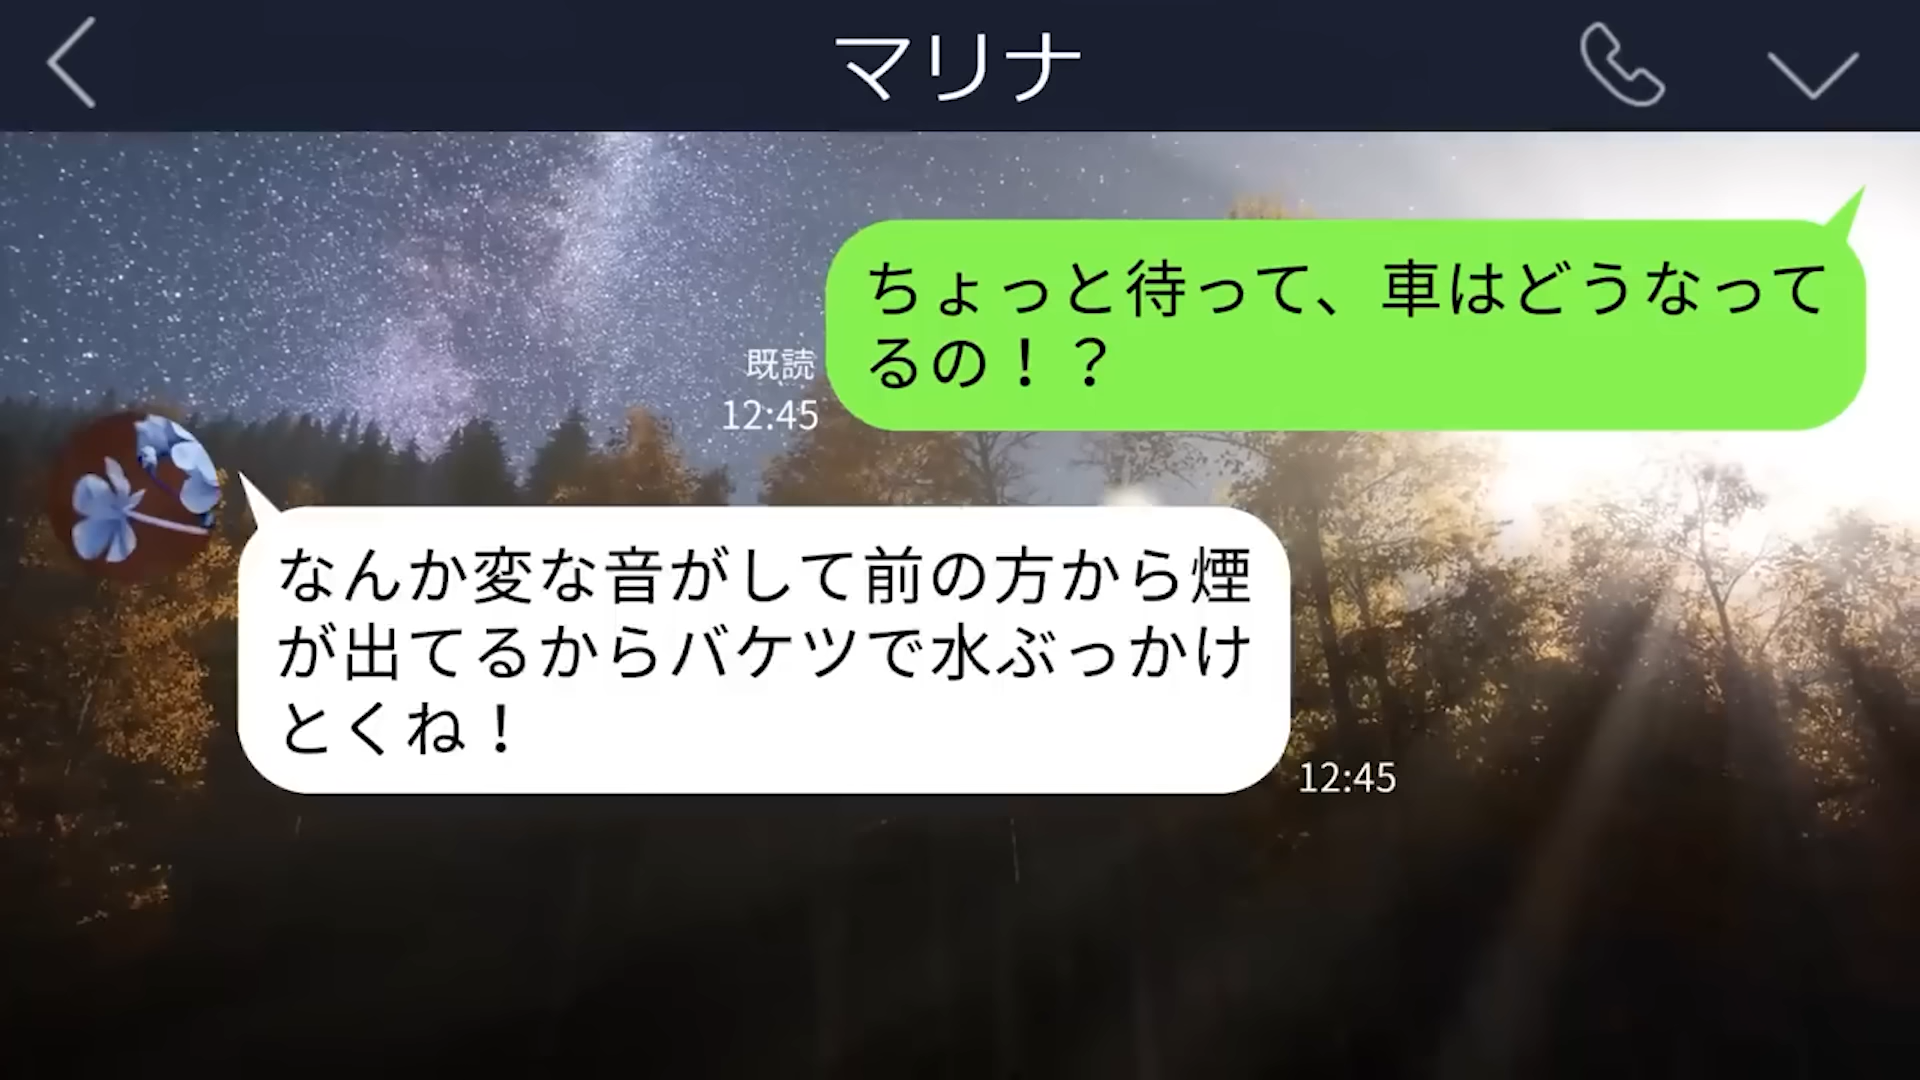 マリナ
ちょっと待って、車はどうなって
るの！？
既読
12:45
なんか変な音がして前の方から煙
が出てるからバケツで水ぶっかけ
とくね！
12:45